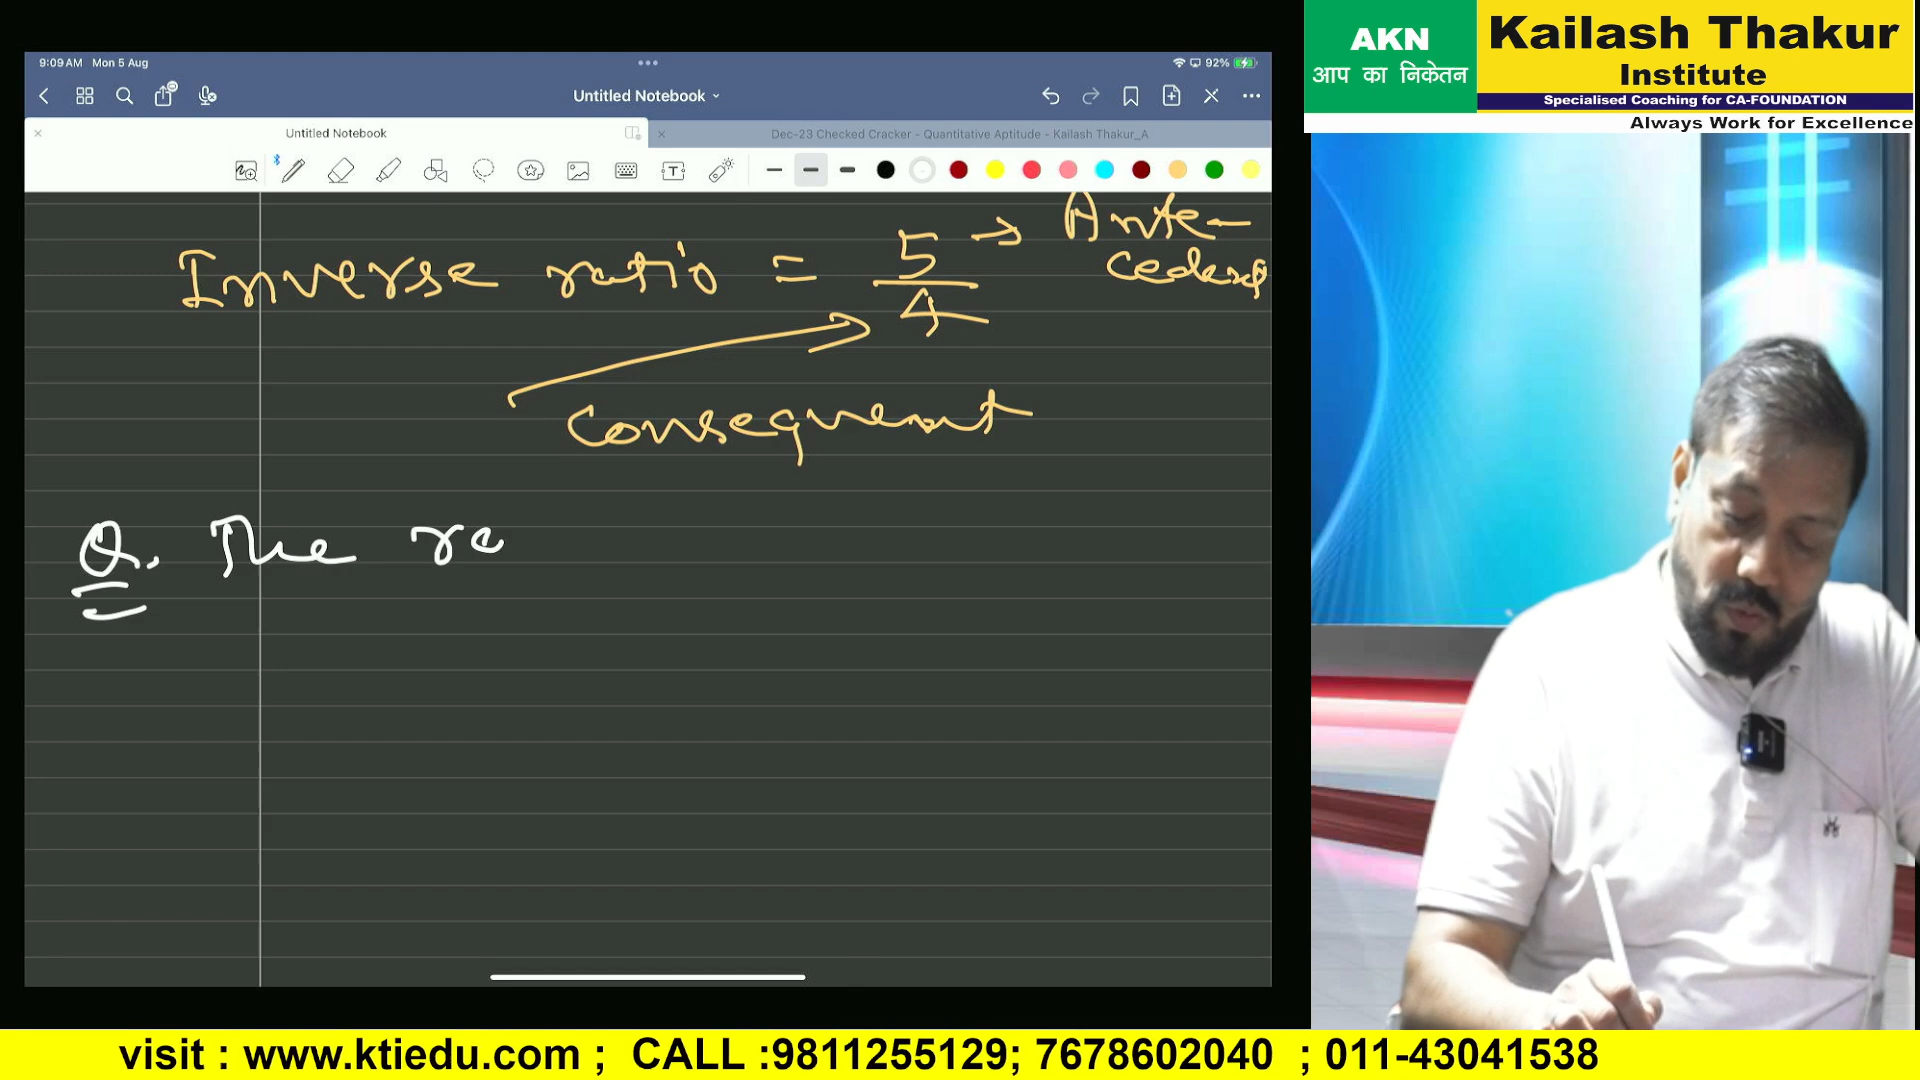 9:09 AM Mon 5 Aug
92%
Untitled Notebook
Untitled Notebook
Dec-23 Checked Cracker - Quantitative Aptitude - Kailash Thakur_A
Inverse ratio = 5/4 → Ante-
cedent
Consequent
Q. The ra
AKN
आप का निकेतन
Kailash Thakur
Institute
Specialised Coaching for CA-FOUNDATION
Always Work for Excellence
visit : www.ktiedu.com ; CALL :9811255129; 7678602040 ; 011-43041538